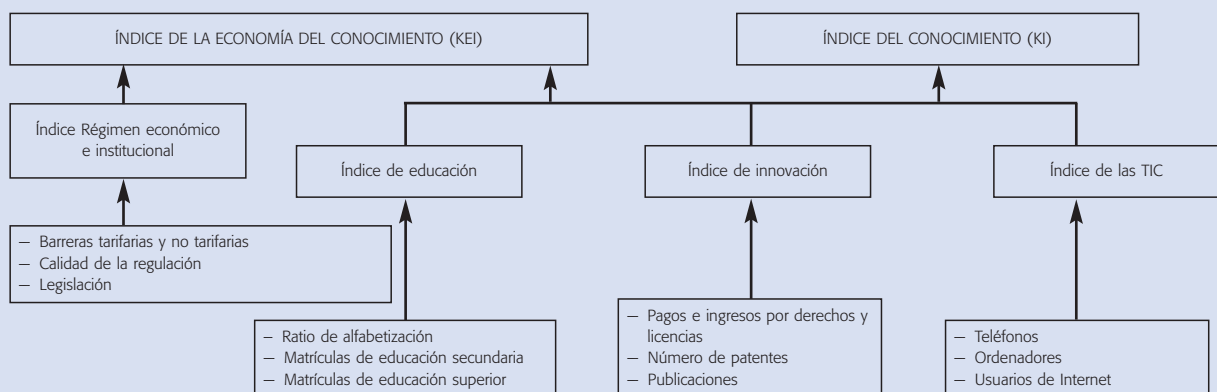 ÍNDICE DE LA ECONOMÍA DEL CONOCIMIENTO (KEI)
ÍNDICE DEL CONOCIMIENTO (KI)
Índice Régimen económico
e institucional
Índice de educación
Índice de innovación
Índice de las TIC
– Barreras tarifarias y no tarifarias
– Calidad de la regulación
– Legislación
– Ratio de alfabetización
– Matrículas de educación secundaria
– Matrículas de educación superior
– Pagos e ingresos por derechos y
licencias
– Número de patentes
– Publicaciones
– Teléfonos
– Ordenadores
– Usuarios de Internet